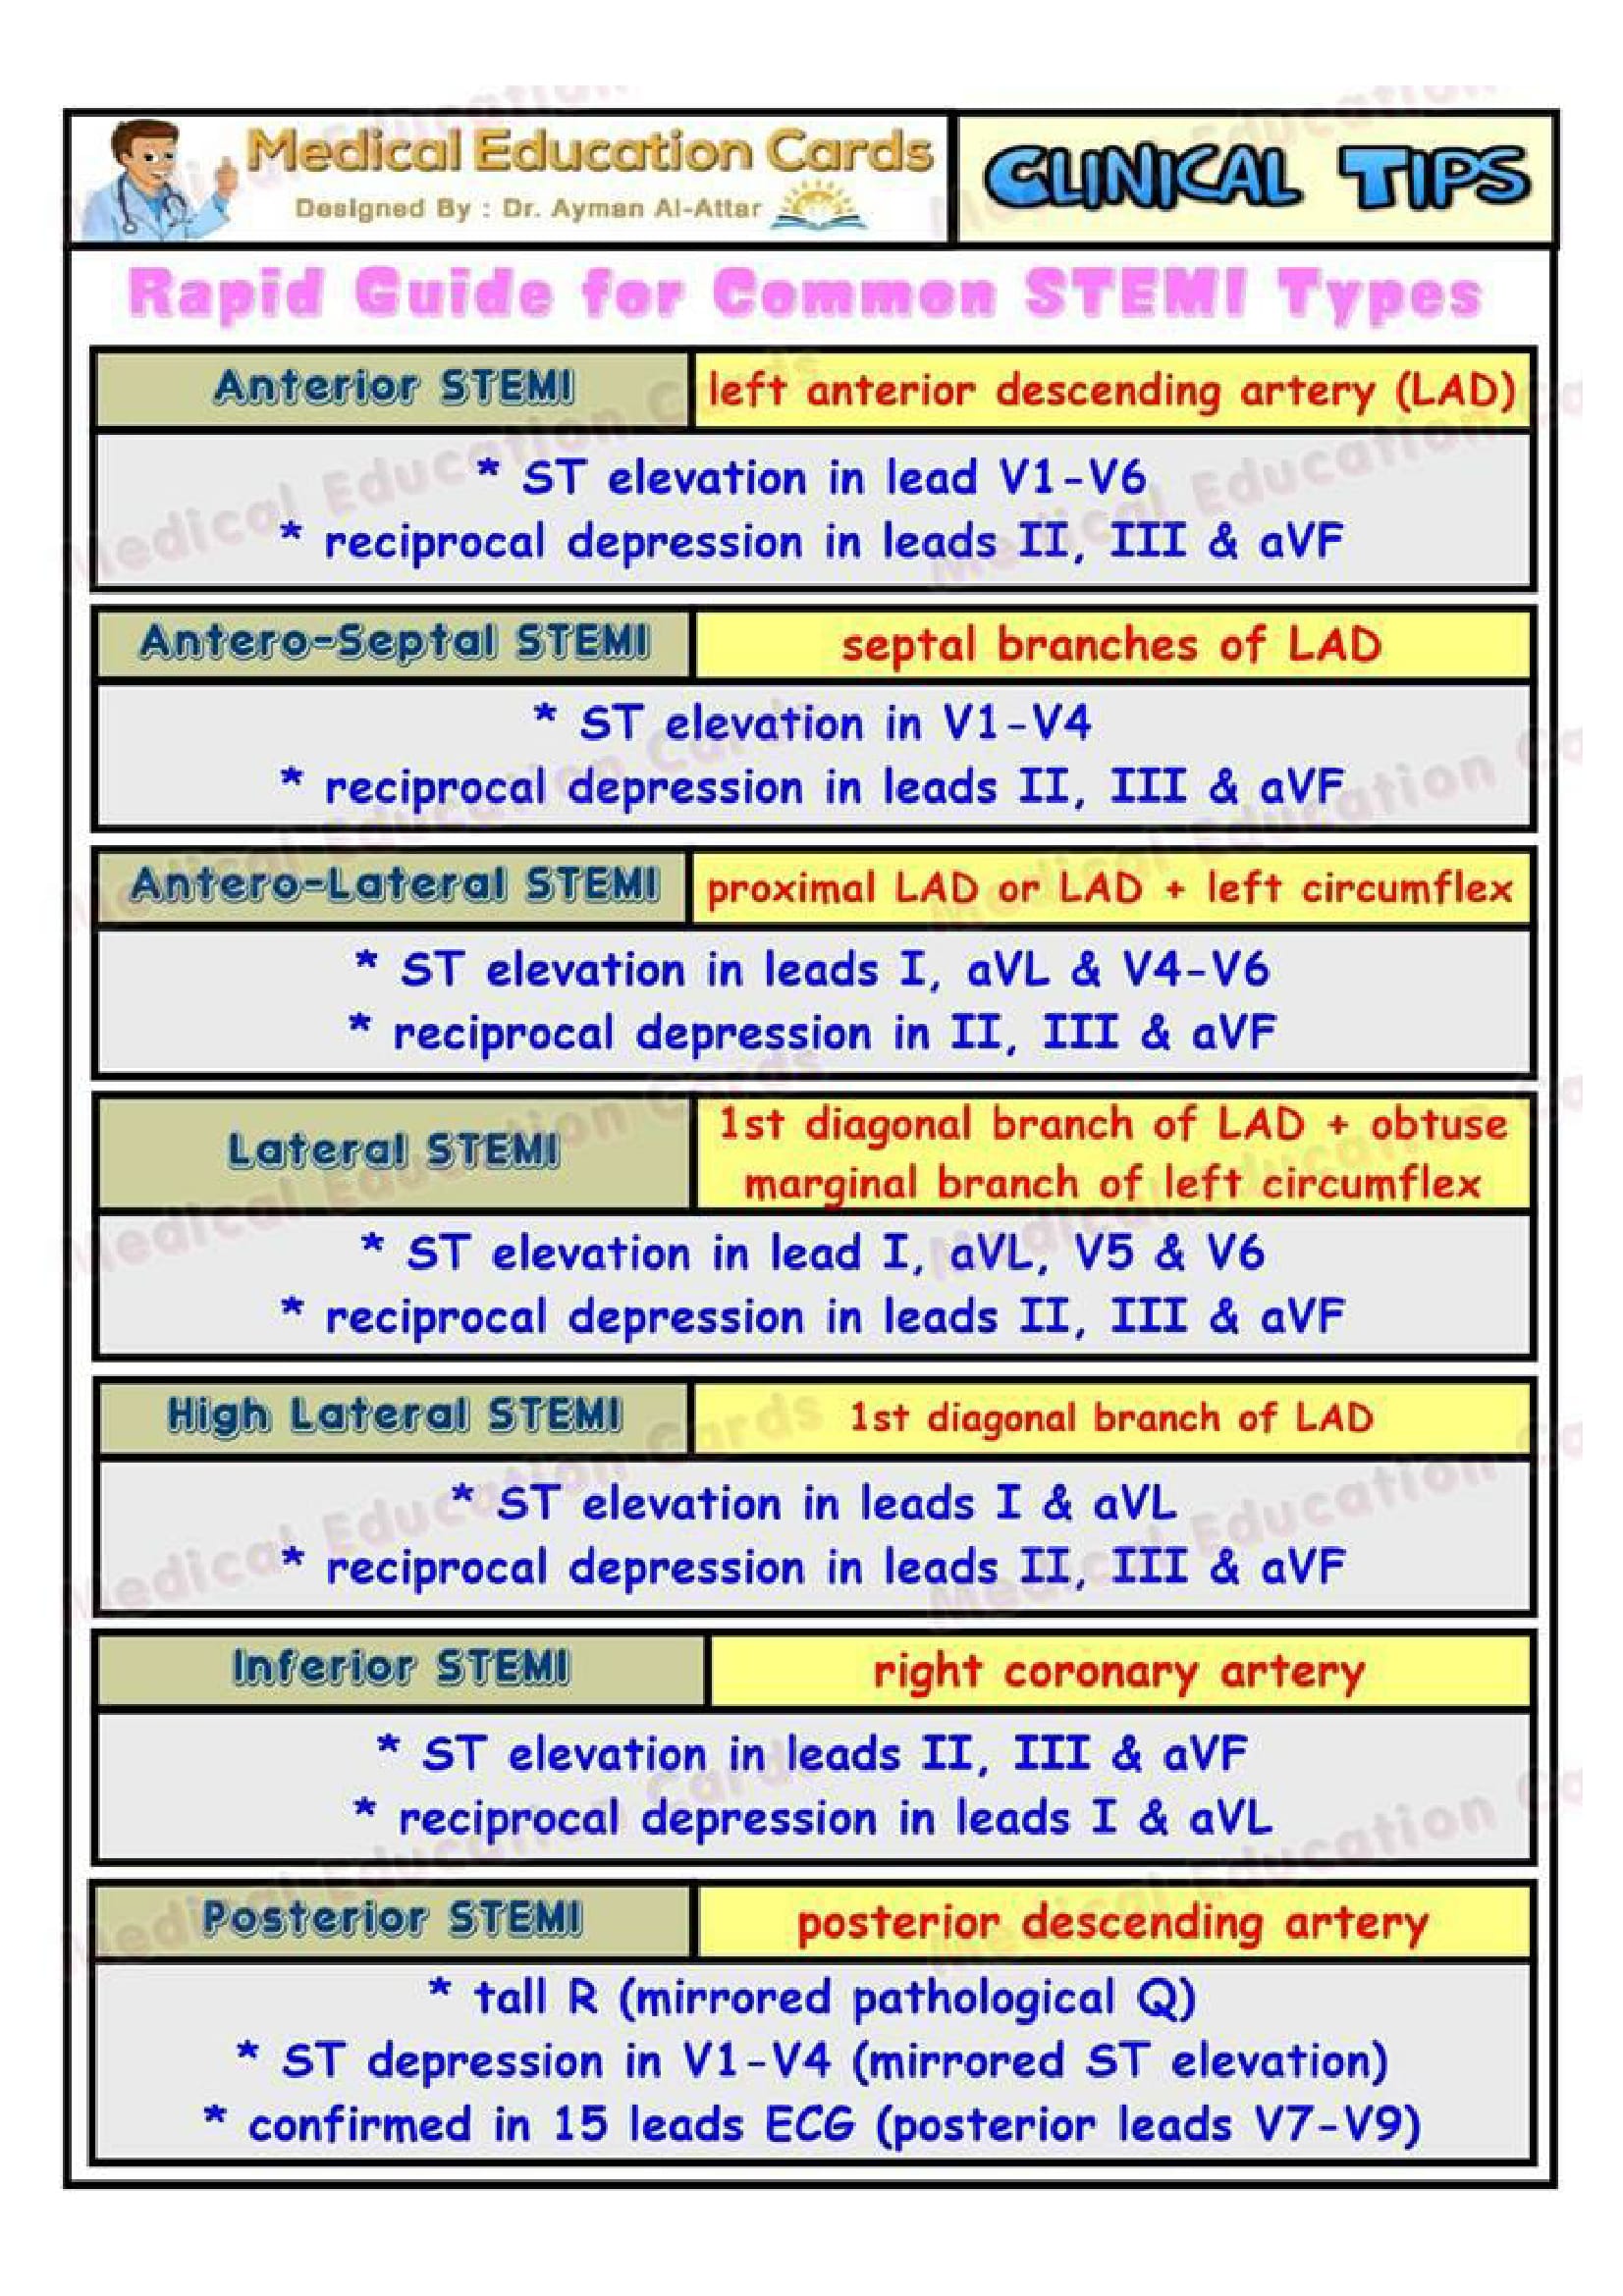 Medical Education Cards
Designed By : Dr. Ayman Al-Attar
CLINICAL TIPS
Rapid Guide for Common STEMI Types
Anterior STEMI
left anterior descending artery (LAD)
* ST elevation in lead V1-V6
* reciprocal depression in leads II, III & aVF
Antero-Septal STEMI
septal branches of LAD
* ST elevation in V1-V4
* reciprocal depression in leads II, III & aVF
Antero-Lateral STEMI
proximal LAD or LAD + left circumflex
* ST elevation in leads I, aVL & V4-V6
* reciprocal depression in II, III & aVF
Lateral STEMI
1st diagonal branch of LAD + obtuse
marginal branch of left circumflex
* ST elevation in lead I, aVL, V5 & V6
* reciprocal depression in leads II, III & aVF
High Lateral STEMI
1st diagonal branch of LAD
* ST elevation in leads I & aVL
* reciprocal depression in leads II, III & aVF
Inferior STEMI
right coronary artery
* ST elevation in leads II, III & aVF
* reciprocal depression in leads I & aVL
Posterior STEMI
posterior descending artery
* tall R (mirrored pathological Q)
* ST depression in V1-V4 (mirrored ST elevation)
* confirmed in 15 leads ECG (posterior leads V7-V9)